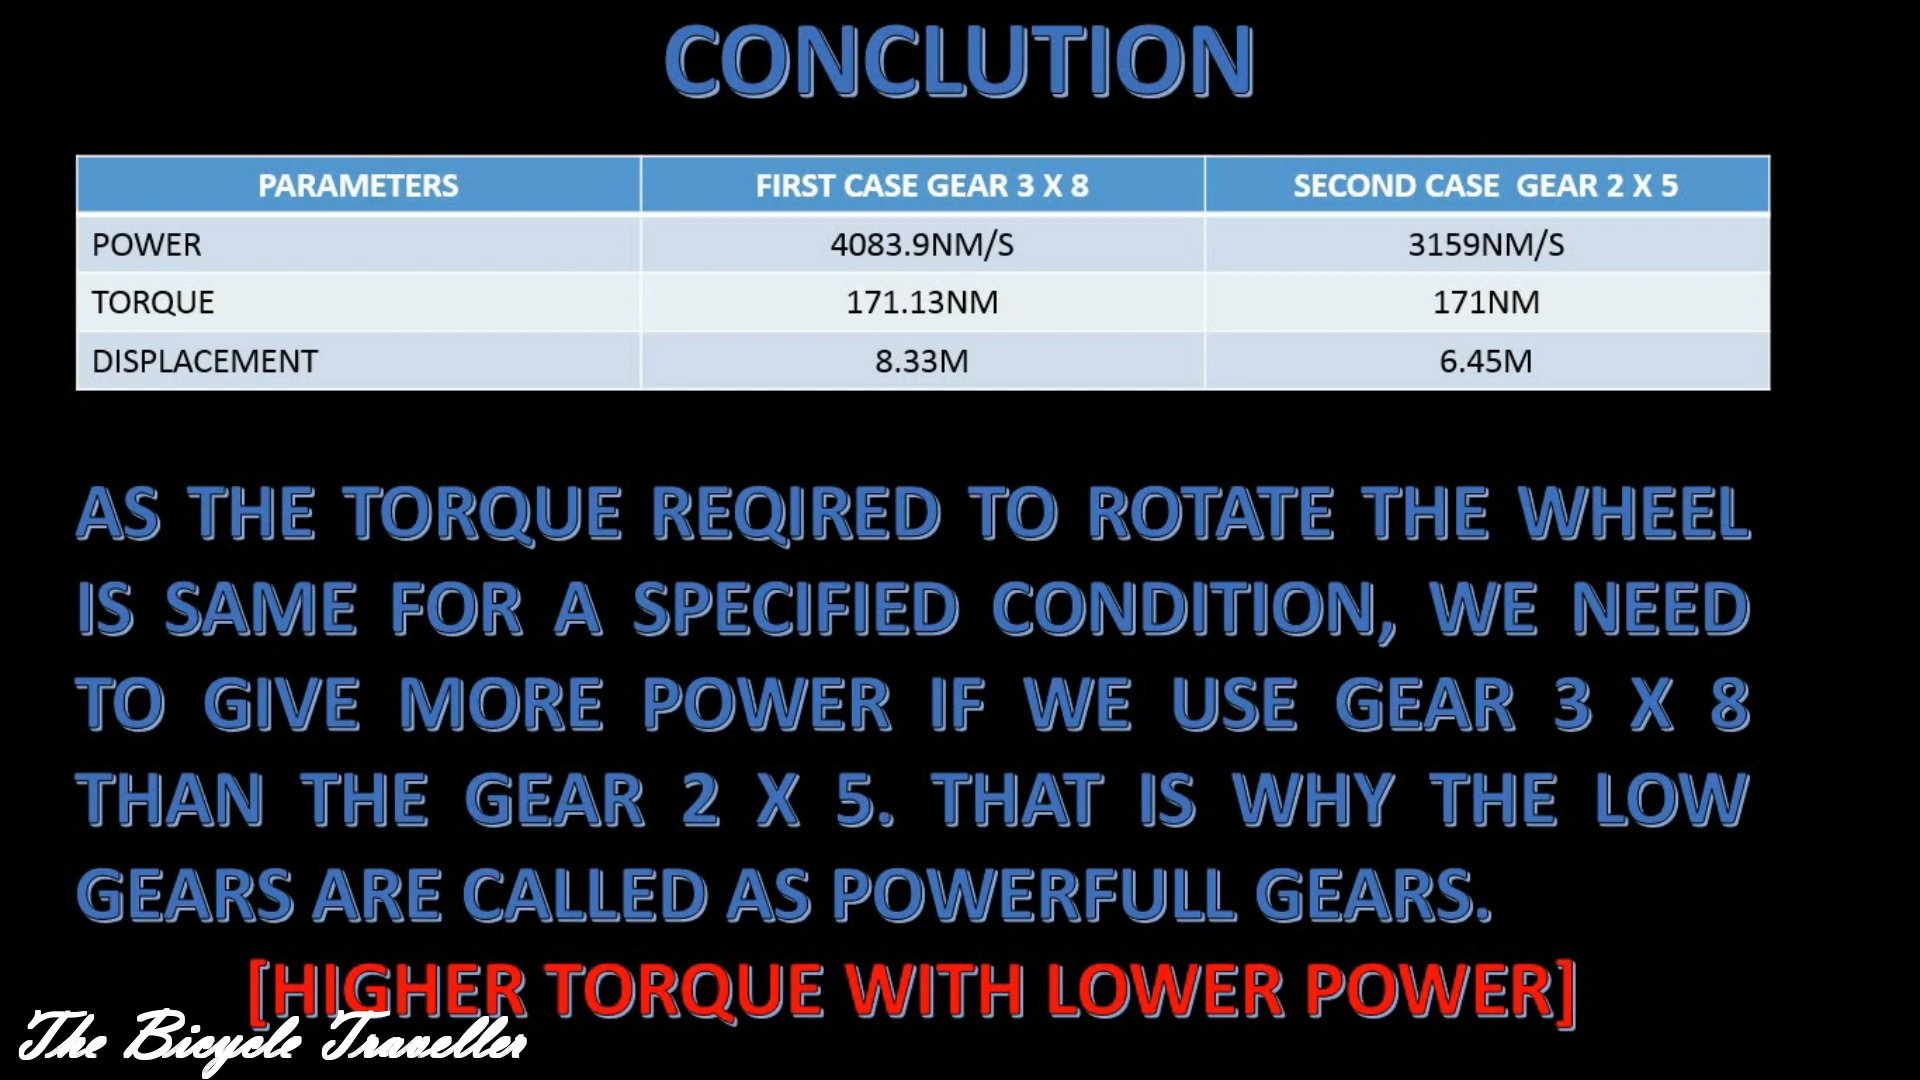 CONCLUTION
PARAMETERS FIRST CASE GEAR 3 X 8 SECOND CASE GEAR 2 X 5
POWER 4083.9NM/S 3159NM/S
TORQUE 171.13NM 171NM
DISPLACEMENT 8.33M 6.45M
AS THE TORQUE REQIRED TO ROTATE THE WHEEL
IS SAME FOR A SPECIFIED CONDITION, WE NEED
TO GIVE MORE POWER IF WE USE GEAR 3 X 8
THAN THE GEAR 2 X 5. THAT IS WHY THE LOW
GEARS ARE CALLED AS POWERFULL GEARS.
[HIGHER TORQUE WITH LOWER POWER]
The Bicycle Traveller